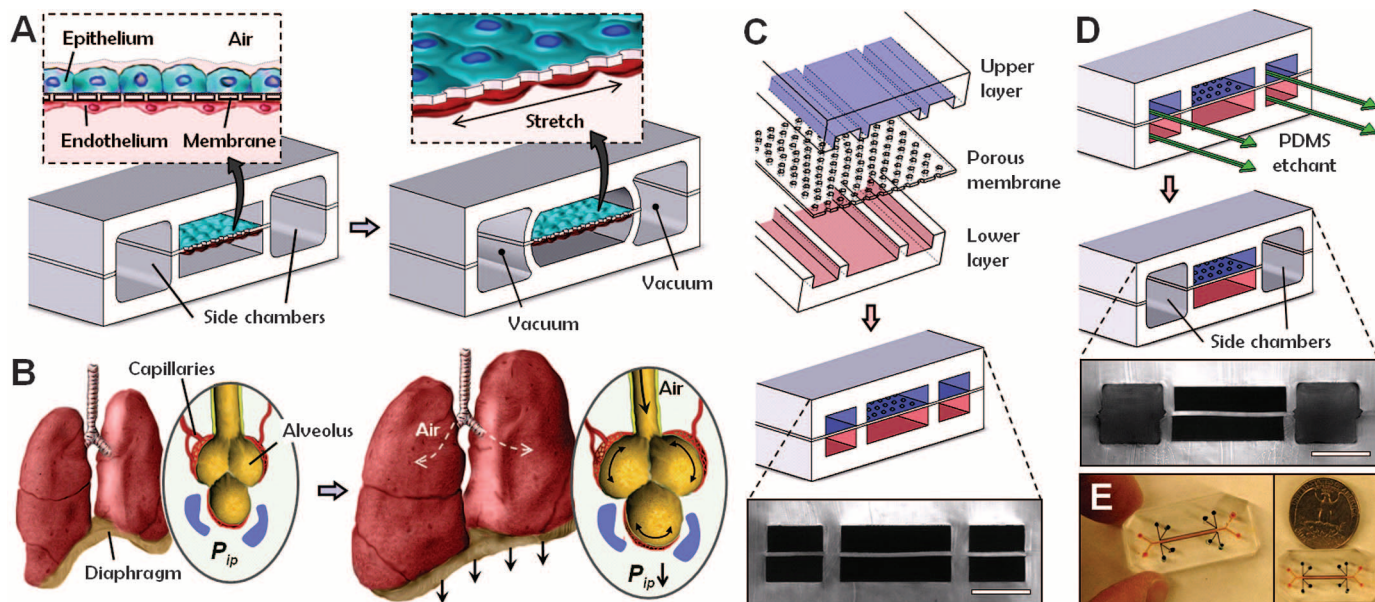 A
Epithelium
Air
Endothelium
Membrane
Stretch
Side chambers
Vacuum
Vacuum
B
Capillaries
Alveolus
P ip
Diaphragm
Air
Air
P ip
C
Upper
layer
Porous
membrane
Lower
layer
D
PDMS
etchant
Side chambers
E